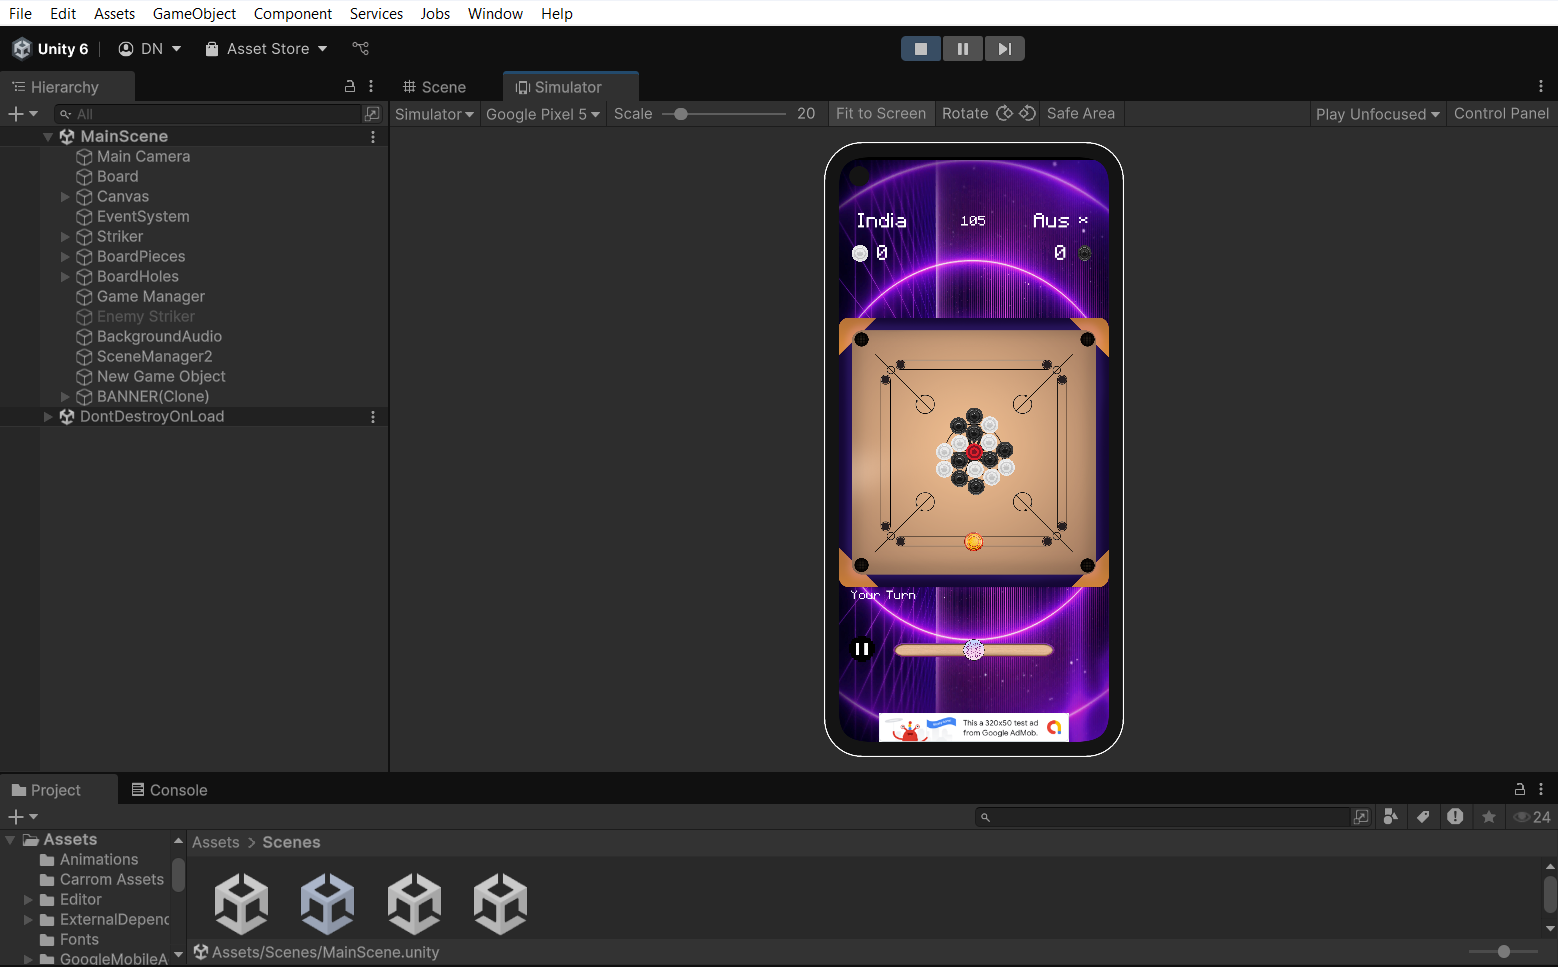 File Edit Assets GameObject Component Services Jobs Window Help
Unity 6 DN Asset Store
Hierarchy Scene Simulator
All Simulator Google Pixel 5 Scale 20 Fit to Screen Rotate Safe Area Play Unfocused Control Panel
MainScene
Main Camera
Board
Canvas
EventSystem
Striker
BoardPieces
BoardHoles
Game Manager
Enemy Striker
BackgroundAudio
SceneManager2
New Game Object
BANNER(Clone)
DontDestroyOnLoad
India 105 Aus ×
0 0
Your Turn
This a 320x50 test ad
from Google AdMob.
Project Console
24
Assets
Animations
Carrom Assets
Editor
ExternalDepend
Fonts
GoogleMobileA
Assets > Scenes
Assets/Scenes/MainScene.unity